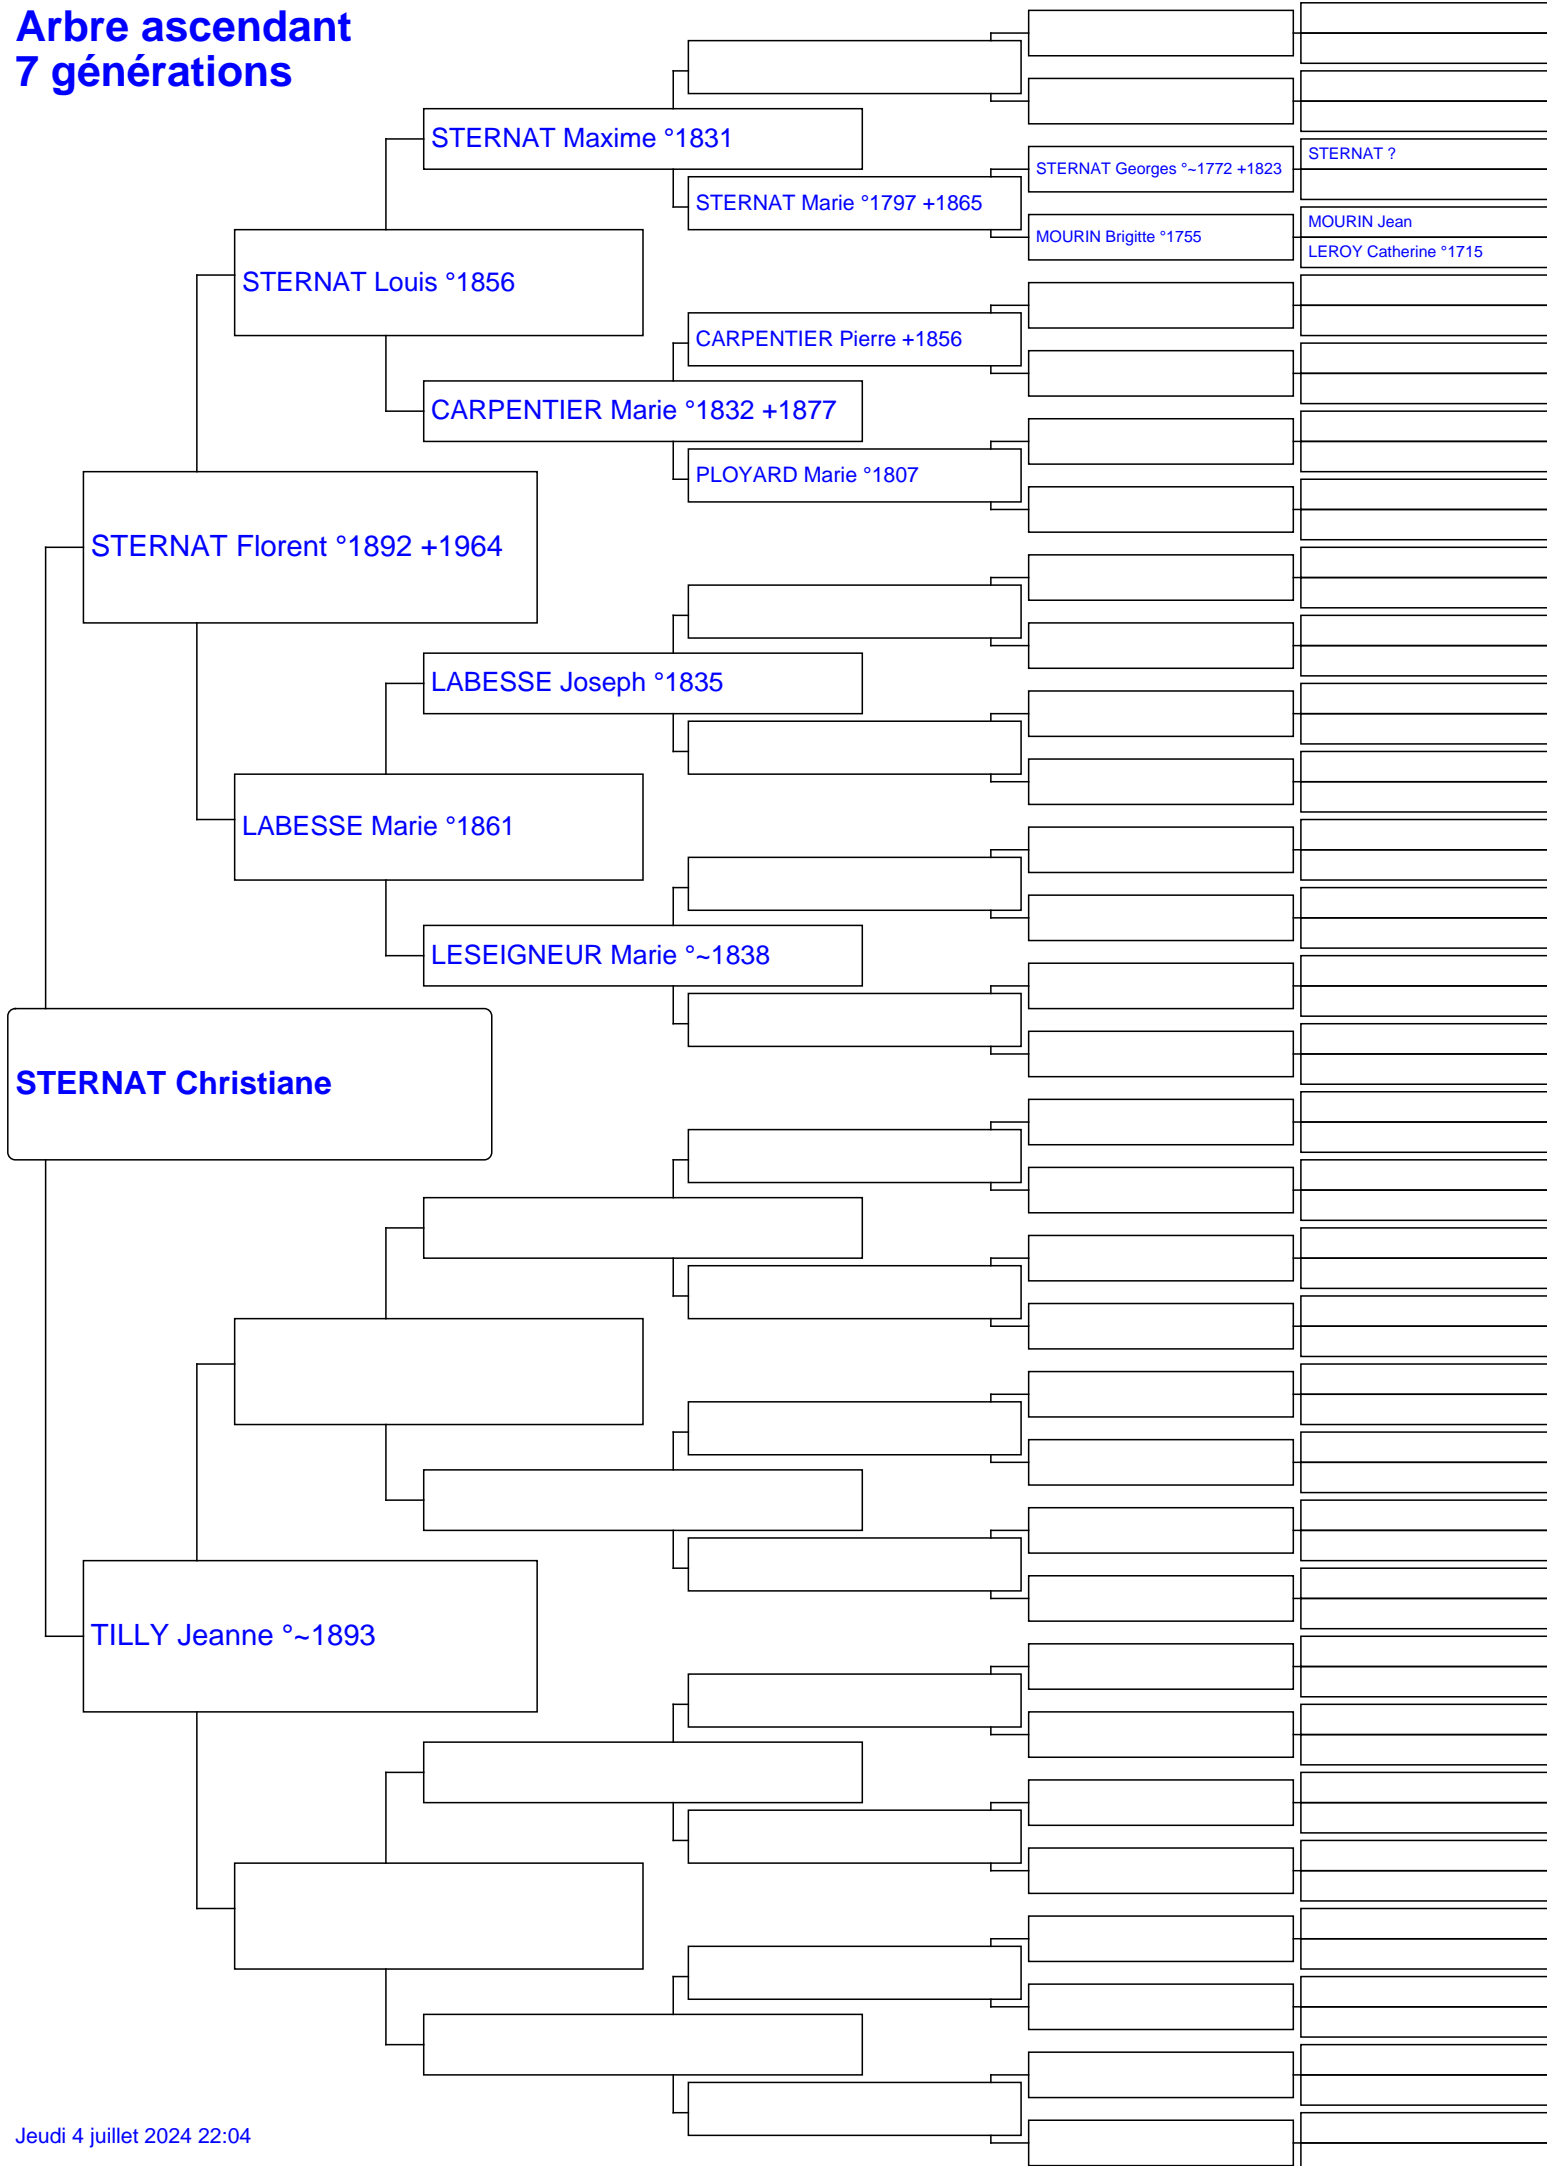 Arbre ascendant
7 générations
STERNAT Maxime °1831
STERNAT Georges °~1772 +1823
STERNAT ?
STERNAT Marie °1797 +1865
MOURIN Jean
MOURIN Brigitte °1755
LEROY Catherine °1715
STERNAT Louis °1856
CARPENTIER Pierre +1856
CARPENTIER Marie °1832 +1877
PLOYARD Marie °1807
STERNAT Florent °1892 +1964
LABESSE Joseph °1835
LABESSE Marie °1861
LESEIGNEUR Marie °~1838
STERNAT Christiane
TILLY Jeanne °~1893
Jeudi 4 juillet 2024 22:04